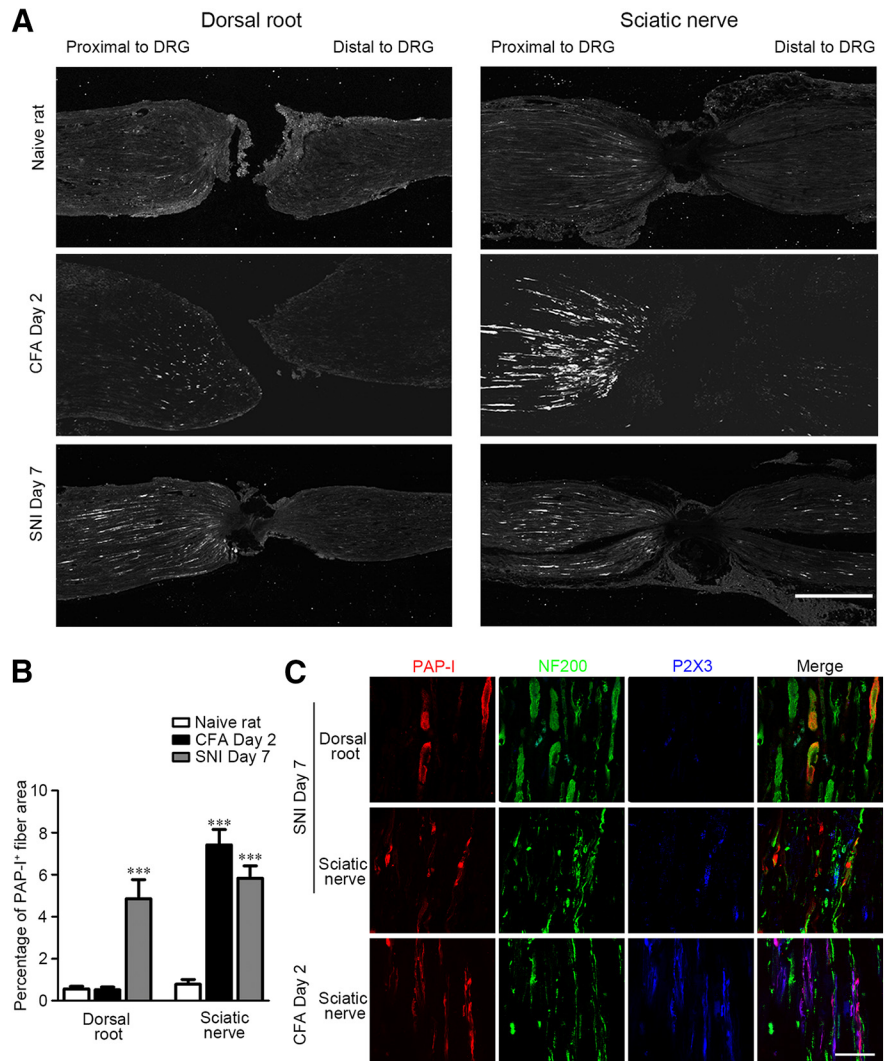 A
Dorsal root
Sciatic nerve
Proximal to DRG
Distal to DRG
Proximal to DRG
Distal to DRG
Naive rat
CFA Day 2
SNI Day 7
B
Naive rat
CFA Day 2
SNI Day 7
Percentage of PAP-I⁺ fiber area
10
8
6
4
2
0
***
***
***
Dorsal
root
Sciatic
nerve
C
PAP-I
NF200
P2X3
Merge
SNI Day 7
Dorsal
root
Sciatic
nerve
CFA Day 2
Sciatic
nerve